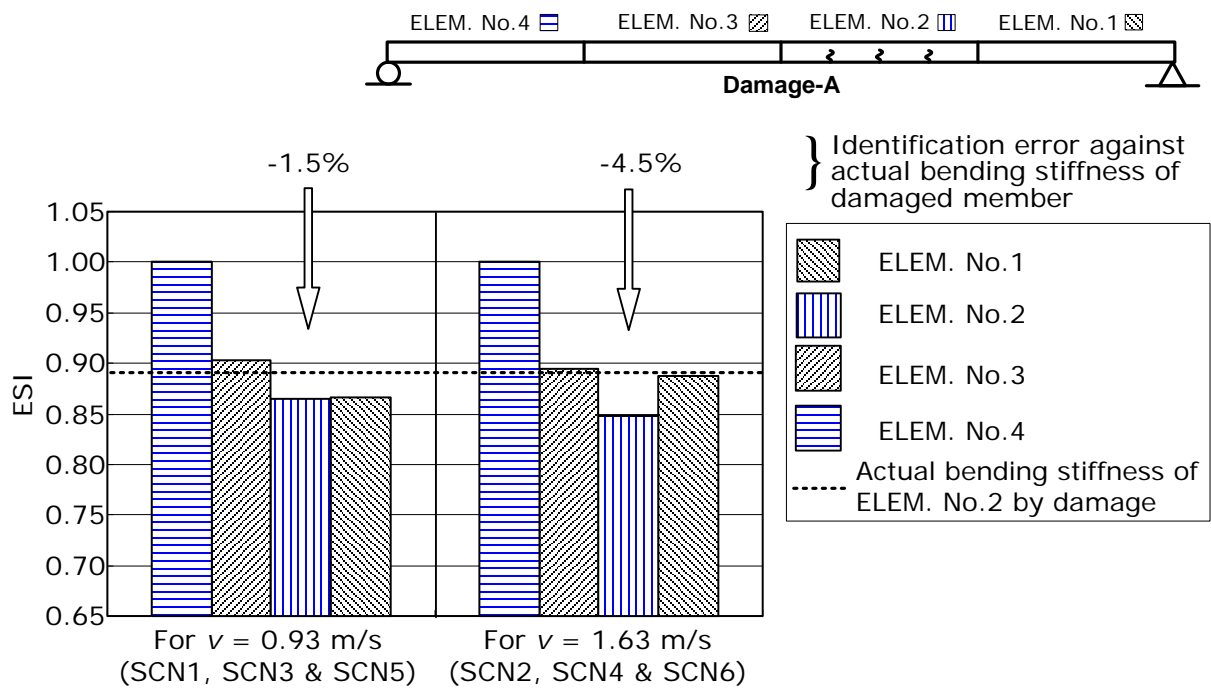 ELEM. No.4 ELEM. No.3 ELEM. No.2 ELEM. No.1
Damage-A
-1.5% -4.5%
} Identification error against
actual bending stiffness of
damaged member
ESI
1.05
1.00
0.95
0.90
0.85
0.80
0.75
0.70
0.65
For v = 0.93 m/s
(SCN1, SCN3 & SCN5)
For v = 1.63 m/s
(SCN2, SCN4 & SCN6)
ELEM. No.1
ELEM. No.2
ELEM. No.3
ELEM. No.4
Actual bending stiffness of
ELEM. No.2 by damage